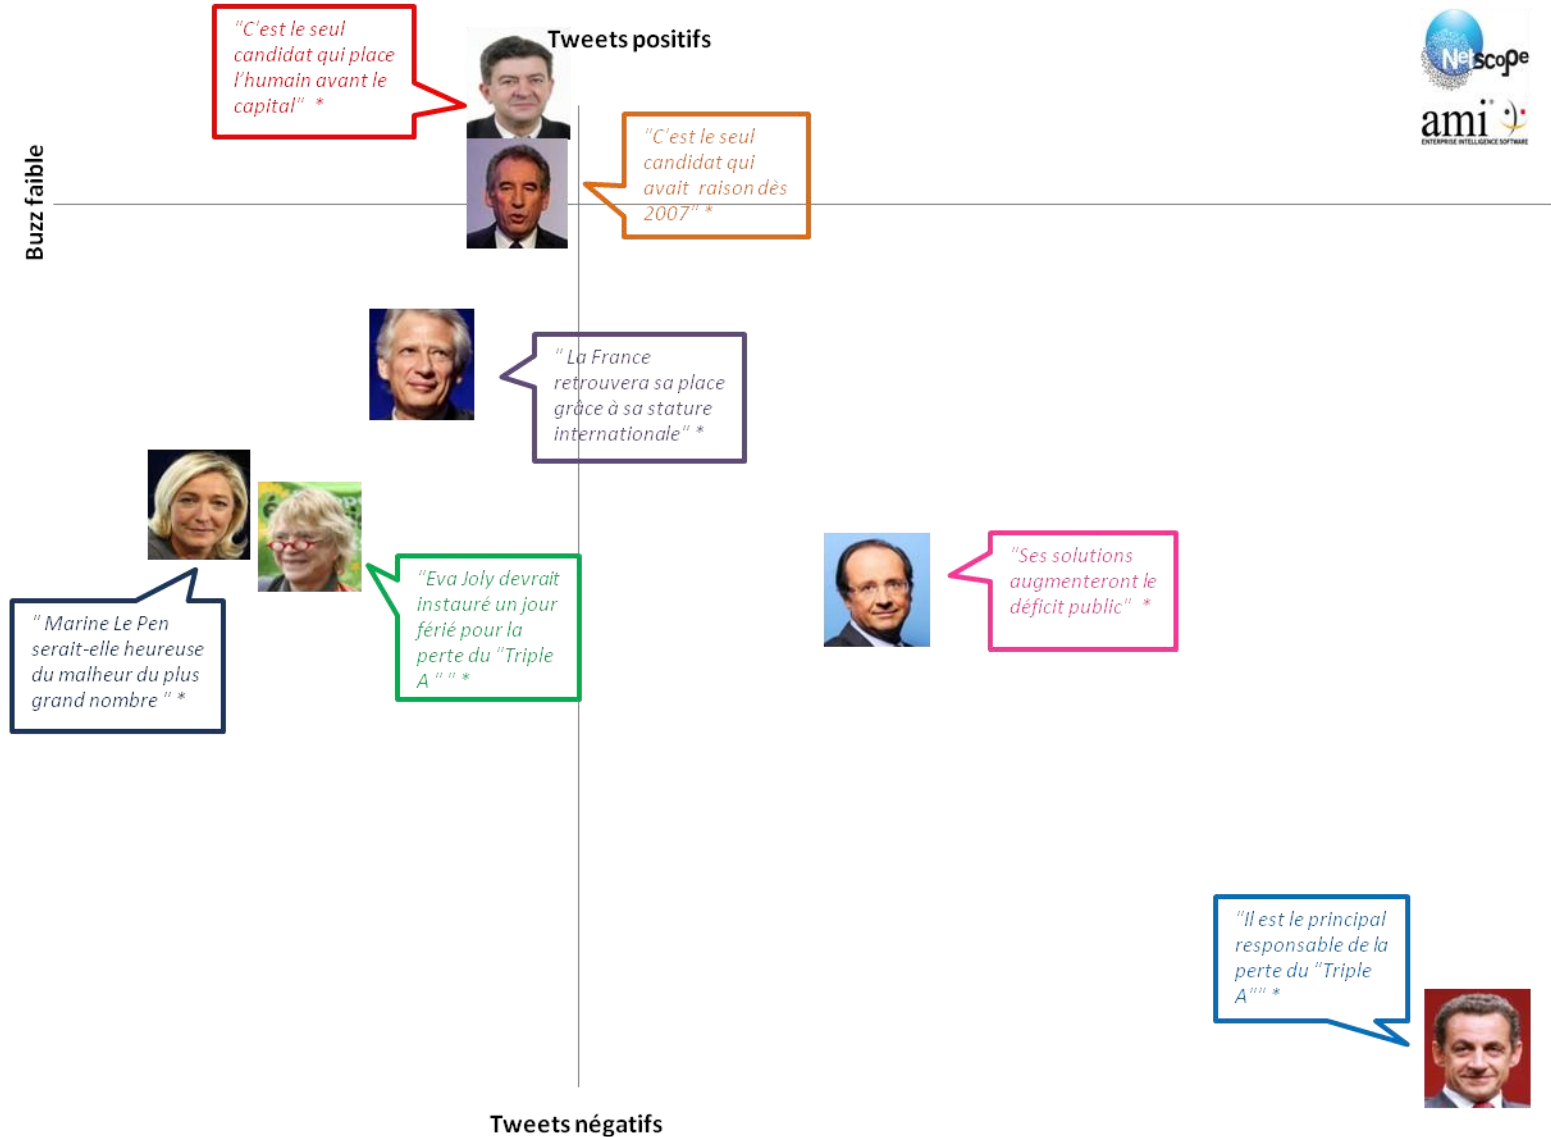 "C'est le seul
candidat qui place
l'humain avant le
capital" *
Tweets positifs
Netscope
ami
ENTERPRISE INTELLIGENCE SOFTWARE
"C'est le seul
candidat qui
avait raison dès
2007" *
Buzz faible
" La France
retrouvera sa place
grâce à sa stature
internationale" *
"Ses solutions
augmenteront le
déficit public" *
"Eva Joly devrait
instauré un jour
férié pour la
perte du "Triple
A " " *
" Marine Le Pen
serait-elle heureuse
du malheur du plus
grand nombre " *
"Il est le principal
responsable de la
perte du "Triple
A"" *
Tweets négatifs